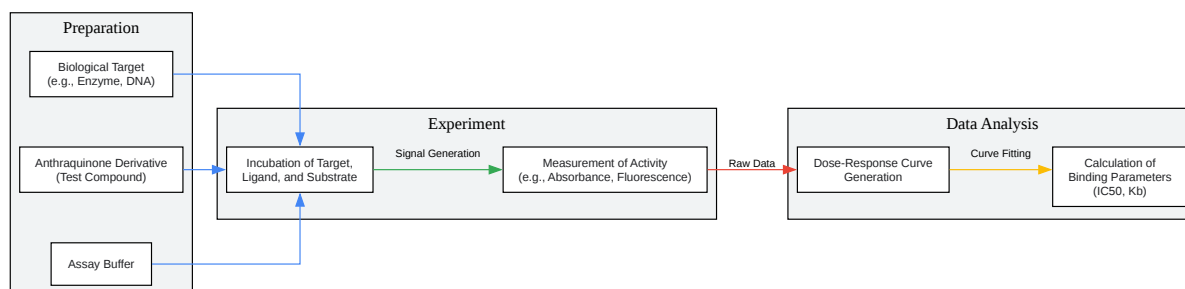 Preparation
Biological Target
(e.g., Enzyme, DNA)
Anthraquinone Derivative
(Test Compound)
Assay Buffer
Experiment
Incubation of Target,
Ligand, and Substrate
Signal Generation
Measurement of Activity
(e.g., Absorbance, Fluorescence)
Raw Data
Data Analysis
Dose-Response Curve
Generation
Curve Fitting
Calculation of
Binding Parameters
(IC50, Kb)